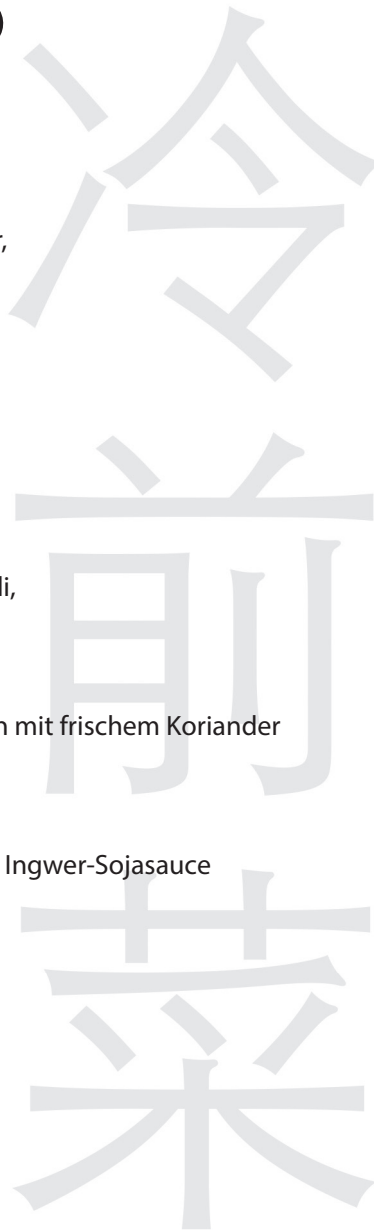 )
冷
,
前
li,
n mit frischem Koriander
Ingwer-Sojasauce
菜